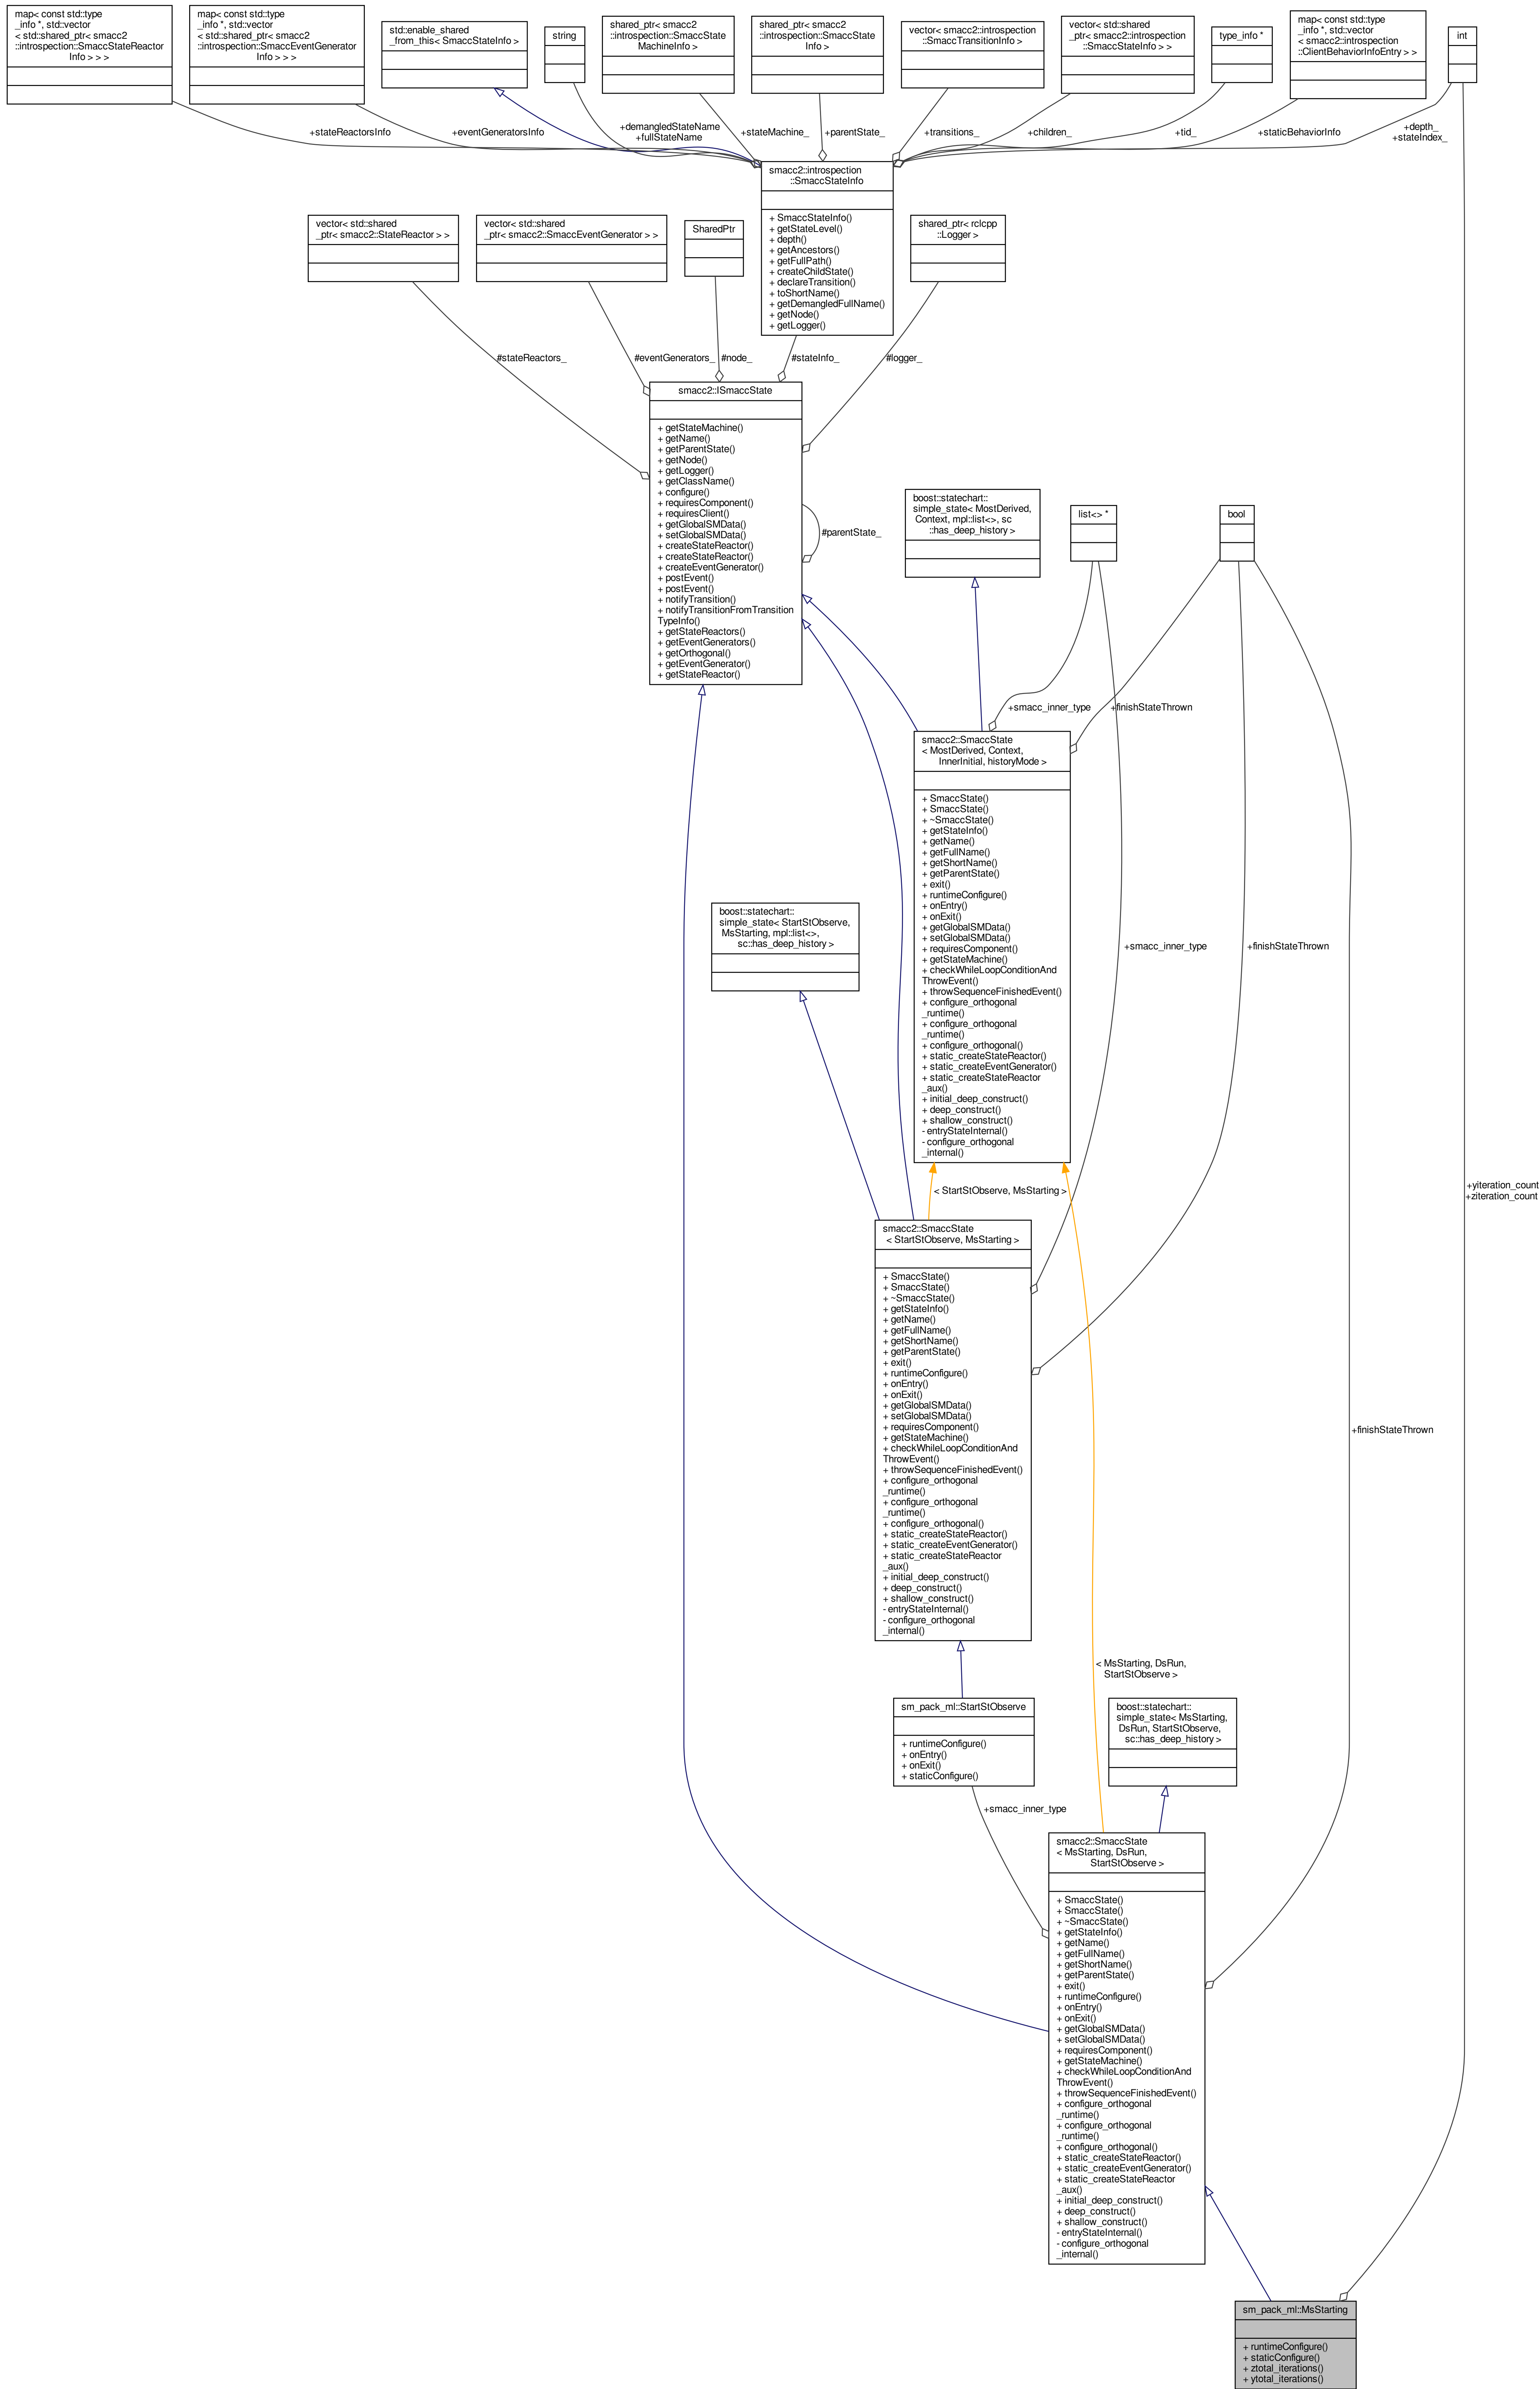 map< const std::type
_info *, std::vector
< std::shared_ptr< smacc2
::introspection::SmaccStateReactor
Info > > >
map< const std::type
_info *, std::vector
< std::shared_ptr< smacc2
::introspection::SmaccEventGenerator
Info > > >
std::enable_shared
_from_this< SmaccStateInfo >
string
shared_ptr< smacc2
::introspection::SmaccState
MachineInfo >
shared_ptr< smacc2
::introspection::SmaccState
Info >
vector< smacc2::introspection
::SmaccTransitionInfo >
vector< std::shared
_ptr< smacc2::introspection
::SmaccStateInfo > >
type_info *
map< const std::type
_info *, std::vector
< smacc2::introspection
::ClientBehaviorInfoEntry > >
int
+stateReactorsInfo
+eventGeneratorsInfo
+demangledStateName
+fullStateName
+stateMachine_
+parentState_
+transitions_
+children_
+tid_
+staticBehaviorInfo
+depth_
+stateIndex_
smacc2::introspection
::SmaccStateInfo
+ SmaccStateInfo()
+ getStateLevel()
+ depth()
+ getAncestors()
+ getFullPath()
+ createChildState()
+ declareTransition()
+ toShortName()
+ getDemangledFullName()
+ getNode()
+ getLogger()
vector< std::shared
_ptr< smacc2::StateReactor > >
vector< std::shared
_ptr< smacc2::SmaccEventGenerator > >
SharedPtr
shared_ptr< rclcpp
::Logger >
#stateReactors_
#eventGenerators_
#node_
#stateInfo_
#logger_
smacc2::ISmaccState
+ getStateMachine()
+ getName()
+ getParentState()
+ getNode()
+ getLogger()
+ getClassName()
+ configure()
+ requiresComponent()
+ requiresClient()
+ getGlobalSMData()
+ setGlobalSMData()
+ createStateReactor()
+ createStateReactor()
+ createEventGenerator()
+ postEvent()
+ postEvent()
+ notifyTransition()
+ notifyTransitionFromTransition
TypeInfo()
+ getStateReactors()
+ getEventGenerators()
+ getOrthogonal()
+ getEventGenerator()
+ getStateReactor()
#parentState_
boost::statechart::
simple_state< MostDerived,
Context, mpl::list<>, sc
::has_deep_history >
list<> *
bool
+smacc_inner_type
+finishStateThrown
smacc2::SmaccState
< MostDerived, Context,
InnerInitial, historyMode >
+ SmaccState()
+ SmaccState()
+ ~SmaccState()
+ getStateInfo()
+ getName()
+ getFullName()
+ getShortName()
+ getParentState()
+ exit()
+ runtimeConfigure()
+ onEntry()
+ onExit()
+ getGlobalSMData()
+ setGlobalSMData()
+ requiresComponent()
+ getStateMachine()
+ checkWhileLoopConditionAnd
ThrowEvent()
+ throwSequenceFinishedEvent()
+ configure_orthogonal
_runtime()
+ configure_orthogonal
_runtime()
+ configure_orthogonal()
+ static_createStateReactor()
+ static_createEventGenerator()
+ static_createStateReactor
_aux()
+ initial_deep_construct()
+ deep_construct()
+ shallow_construct()
- entryStateInternal()
- configure_orthogonal
_internal()
boost::statechart::
simple_state< StartStObserve,
MsStarting, mpl::list<>,
sc::has_deep_history >
+smacc_inner_type
+finishStateThrown
< StartStObserve, MsStarting >
+yiteration_count
+ziteration_count
smacc2::SmaccState
< StartStObserve, MsStarting >
+ SmaccState()
+ SmaccState()
+ ~SmaccState()
+ getStateInfo()
+ getName()
+ getFullName()
+ getShortName()
+ getParentState()
+ exit()
+ runtimeConfigure()
+ onEntry()
+ onExit()
+ getGlobalSMData()
+ setGlobalSMData()
+ requiresComponent()
+ getStateMachine()
+ checkWhileLoopConditionAnd
ThrowEvent()
+ throwSequenceFinishedEvent()
+ configure_orthogonal
_runtime()
+ configure_orthogonal
_runtime()
+ configure_orthogonal()
+ static_createStateReactor()
+ static_createEventGenerator()
+ static_createStateReactor
_aux()
+ initial_deep_construct()
+ deep_construct()
+ shallow_construct()
- entryStateInternal()
- configure_orthogonal
_internal()
+finishStateThrown
< MsStarting, DsRun,
StartStObserve >
sm_pack_ml::StartStObserve
+ runtimeConfigure()
+ onEntry()
+ onExit()
+ staticConfigure()
boost::statechart::
simple_state< MsStarting,
DsRun, StartStObserve,
sc::has_deep_history >
+smacc_inner_type
smacc2::SmaccState
< MsStarting, DsRun,
StartStObserve >
+ SmaccState()
+ SmaccState()
+ ~SmaccState()
+ getStateInfo()
+ getName()
+ getFullName()
+ getShortName()
+ getParentState()
+ exit()
+ runtimeConfigure()
+ onEntry()
+ onExit()
+ getGlobalSMData()
+ setGlobalSMData()
+ requiresComponent()
+ getStateMachine()
+ checkWhileLoopConditionAnd
ThrowEvent()
+ throwSequenceFinishedEvent()
+ configure_orthogonal
_runtime()
+ configure_orthogonal
_runtime()
+ configure_orthogonal()
+ static_createStateReactor()
+ static_createEventGenerator()
+ static_createStateReactor
_aux()
+ initial_deep_construct()
+ deep_construct()
+ shallow_construct()
- entryStateInternal()
- configure_orthogonal
_internal()
sm_pack_ml::MsStarting
+ runtimeConfigure()
+ staticConfigure()
+ ztotal_iterations()
+ ytotal_iterations()